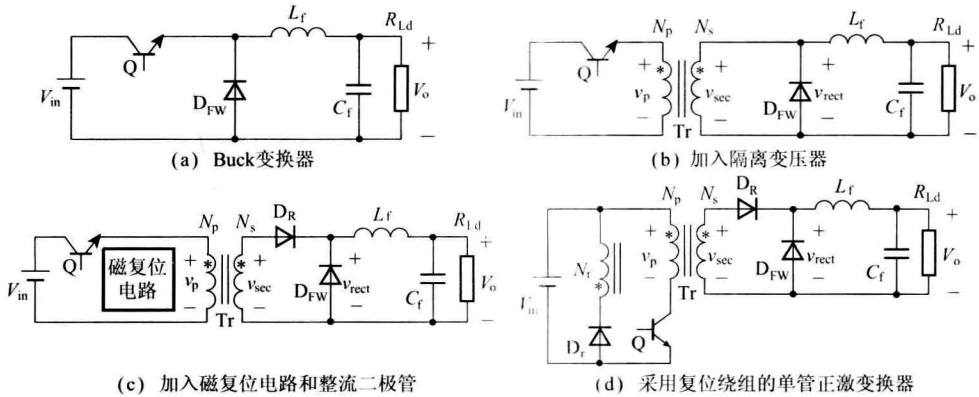 L_f
R_Ld
+
Q
V_in
D_FW
C_f
V_o
−
(a) Buck变换器
N_p
N_s
L_f
R_Ld
+
Q
V_in
+
*
*
+
+
v_p
v_sec
D_FW
v_rect
C_f
V_o
−
−
−
−
Tr
(b) 加入隔离变压器
N_p
N_s
D_R
L_f
R_Ld
+
Q
磁复位
电路
V_in
+
*
*
+
+
v_p
v_sec
D_FW
v_rect
C_f
V_o
−
−
−
−
Tr
(c) 加入磁复位电路和整流二极管
N_p
N_s
D_R
L_f
R_Ld
+
+
*
*
+
+
N_r
*
v_p
v_sec
D_FW
v_rect
C_f
V_o
−
−
−
−
Tr
V_in
D_r
Q
(d) 采用复位绕组的单管正激变换器